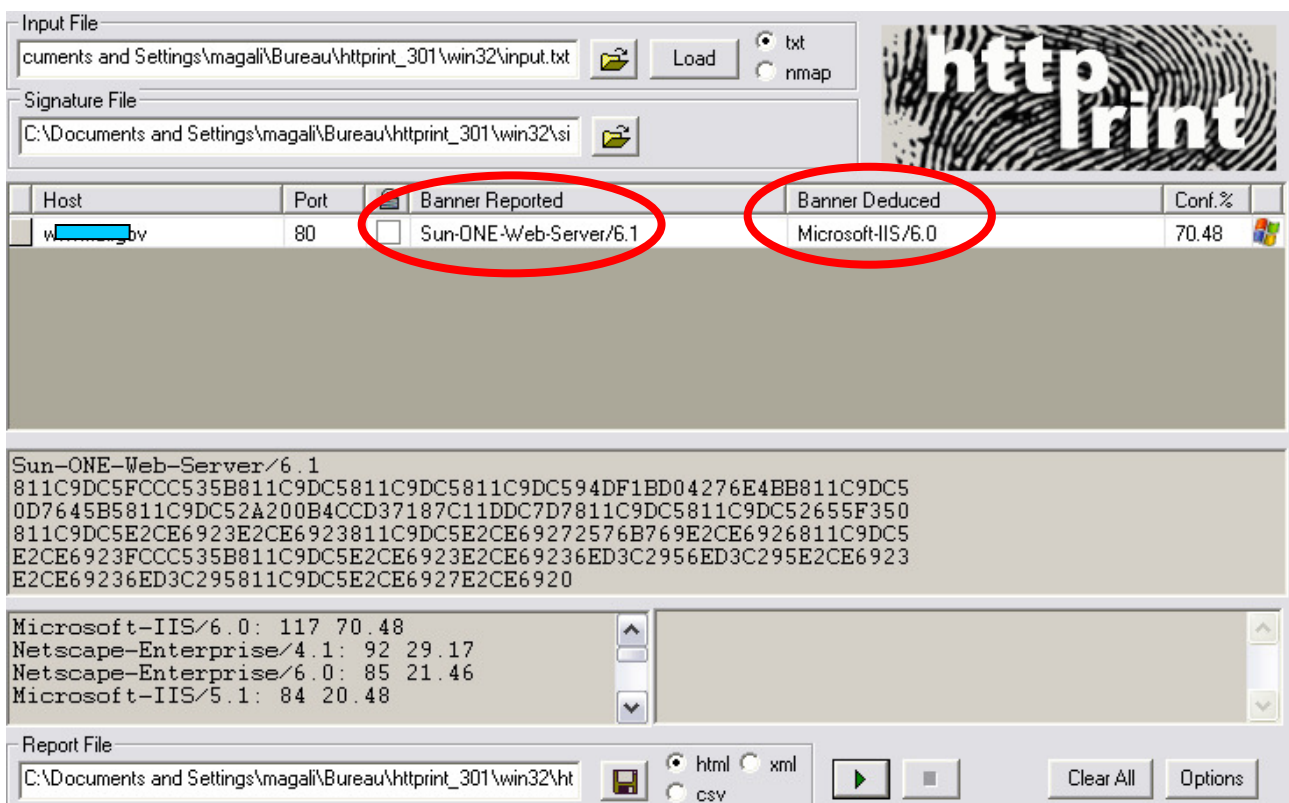 Input File
cuments and Settings\magali\Bureau\httprint_301\win32\input.txt
Load
txt
nmap
http
Print
Signature File
C:\Documents and Settings\magali\Bureau\httprint_301\win32\si
Host Port Banner Reported Banner Deduced Conf.%
80 Sun-ONE-Web-Server/6.1 Microsoft-IIS/6.0 70.48
Sun-ONE-Web-Server/6.1
811C9DC5FCCC535B811C9DC5811C9DC5811C9DC594DF1BD04276E4BB811C9DC5
0D7645B5811C9DC52A200B4CCD37187C11DDC7D7811C9DC5811C9DC52655F350
811C9DC5E2CE6923E2CE6923811C9DC5E2CE69272576B769E2CE6926811C9DC5
E2CE6923FCCC535B811C9DC5E2CE6923E2CE69236ED3C2956ED3C295E2CE6923
E2CE69236ED3C295811C9DC5E2CE6927E2CE6920
Microsoft-IIS/6.0: 117 70.48
Netscape-Enterprise/4.1: 92 29.17
Netscape-Enterprise/6.0: 85 21.46
Microsoft-IIS/5.1: 84 20.48
Report File
C:\Documents and Settings\magali\Bureau\httprint_301\win32\ht
html
xml
csv
Clear All
Options